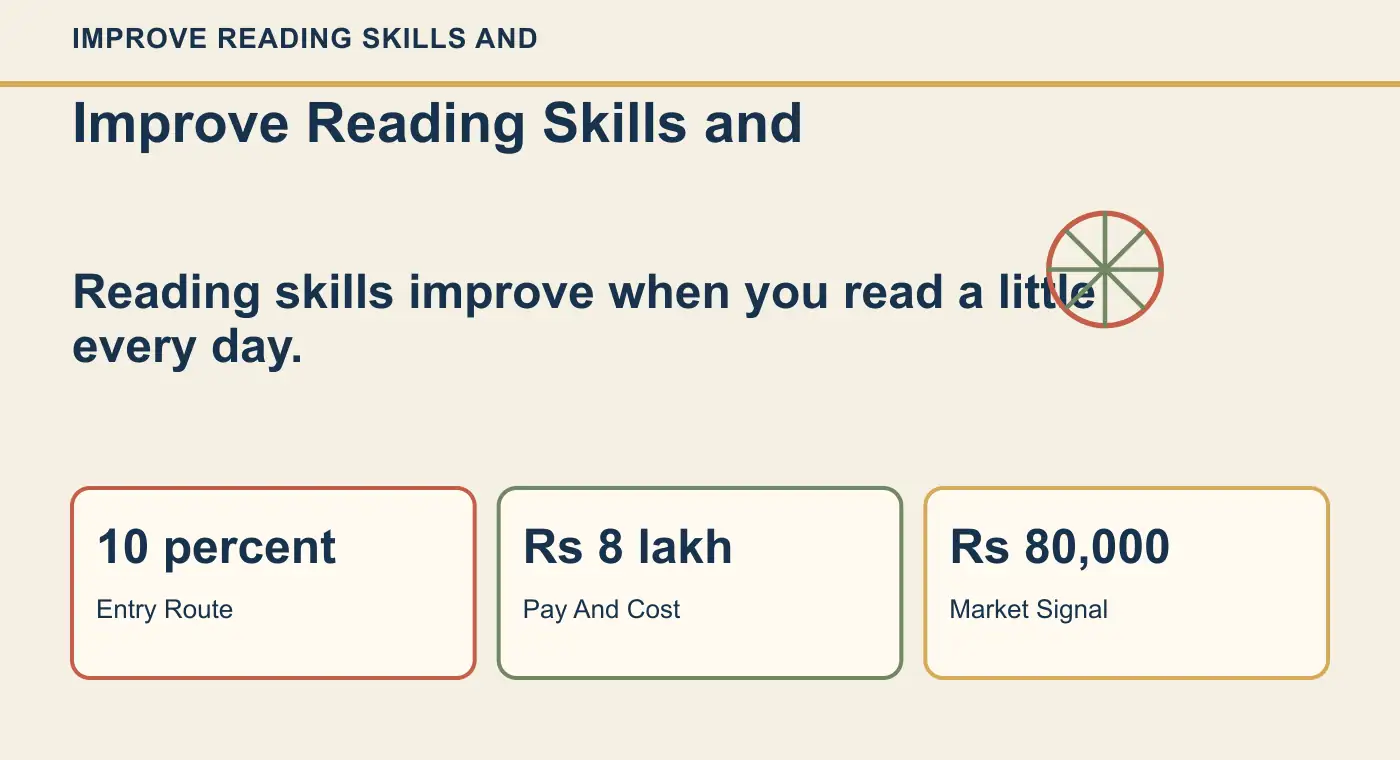 IMPROVE READING SKILLS AND
Improve Reading Skills and
Reading skills improve when you read a little
every day.
10 percent
Entry Route
Rs 8 lakh
Pay And Cost
Rs 80,000
Market Signal